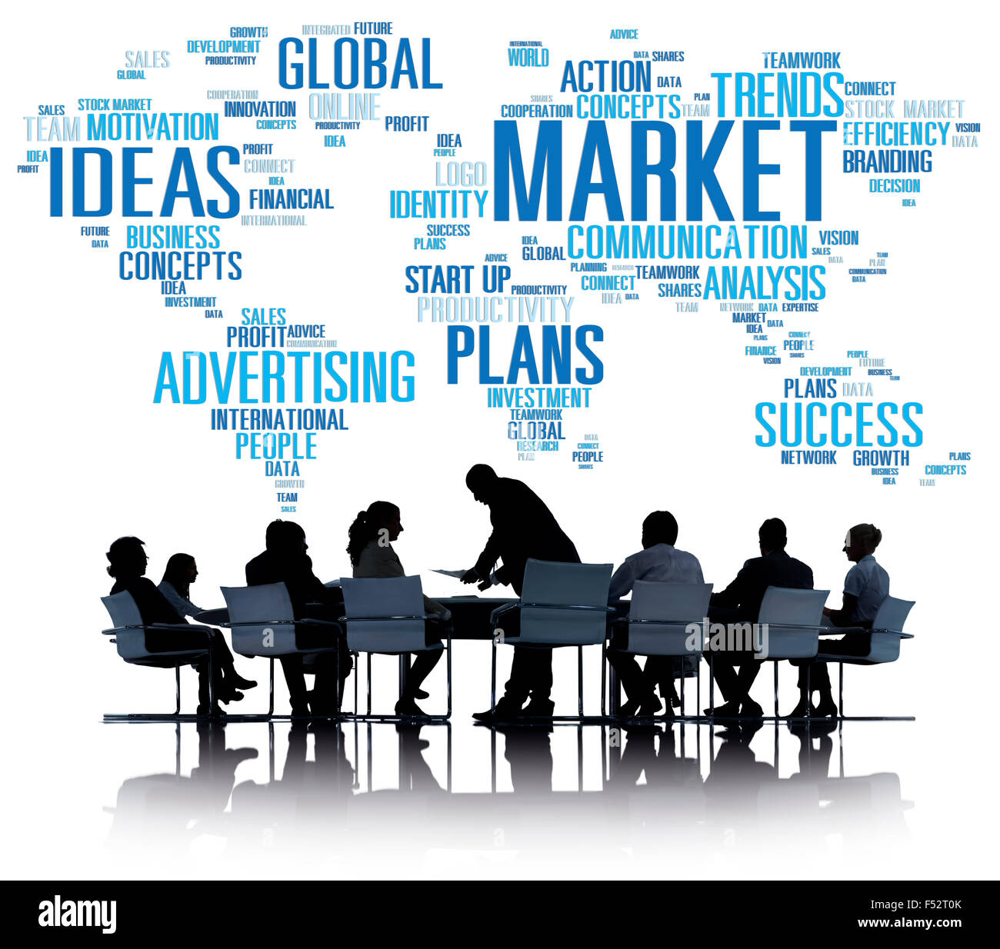 GROWTH
INTEGRATED FUTURE
DEVELOPMENT
PRODUCTIVITY
SALES
GLOBAL
GLOBAL
COOPERATION
ONLINE
SALES
STOCK MARKET
INNOVATION
TEAM
MOTIVATION
CONCEPTS
PRODUCTIVITY
PROFIT
IDEA
IDEA
PROFIT
IDEAS
PROFIT
CONNECT
IDEA
FINANCIAL
INTERNATIONAL
FUTURE
DATA
BUSINESS
CONCEPTS
IDEA
INVESTMENT
DATA
SALES
PROFIT
ADVICE
COMMUNICATION
ADVERTISING
INTERNATIONAL
PEOPLE
DATA
GROWTH
TEAM
SALES
ADVICE
INTERNATIONAL
WORLD
DATA SHARES
ACTION DATA
TEAMWORK
TRENDS
CONNECT
SHARES
COOPERATION
CONCEPTS
PLAN
TEAM
STOCK MARKET
IDEA
PEOPLE
MARKET
EFFICIENCY
VISION
DATA
LOGO
BRANDING
IDENTITY
DECISION
IDEA
SUCCESS
PLANS
IDEA
GLOBAL
COMMUNICATION
VISION
SALES
DATA
TEAM
PLAN
COMMUNICATION
DATA
ADVICE
START UP
PRODUCTIVITY
PLANNING
RESEARCH
TEAMWORK
CONNECT
SHARES
ANALYSIS
IDEA DATA
PRODUCTIVITY
TEAM
NETWORK DATA EXPERTISE
MARKET
IDEA DATA
PLANS
CONNECT
PEOPLE
SHARES
FINANCE
VISION
PLANS
INVESTMENT
TEAMWORK
GLOBAL
RESEARCH
PLAN
DATA
CONNECT
PEOPLE
SHARES
PEOPLE
FUTURE
DEVELOPMENT
BUSINESS
TEAM
PLANS DATA
SUCCESS
NETWORK
GROWTH
BUSINESS
IDEA
PLANS
CONCEPTS
TEAM
a
alamy
a
a
alamy
Image ID: F52T0K
www.alamy.com